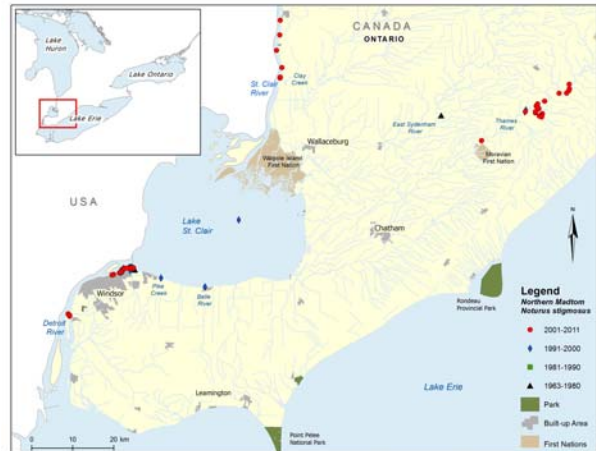 Lake
Huron
Lake Ontario
Lake Erie
CANADA
ONTARIO
St. Clair
River
Clay
Creek
East Sydenham
River
Thames
River
Wallaceburg
Walpole Island
First Nation
Moravian
First Nation
USA
Lake
St. Clair
Chatham
N
Windsor
Pike
Creek
Belle
River
Rondeau
Provincial Park
Detroit
River
Leamington
Lake Erie
Point Pelee
National Park
0 10 20 km
Legend
Northern Madtom
Noturus stigmosus
2001-2011
1991-2000
1981-1990
1963-1980
Park
Built-up Area
First Nations